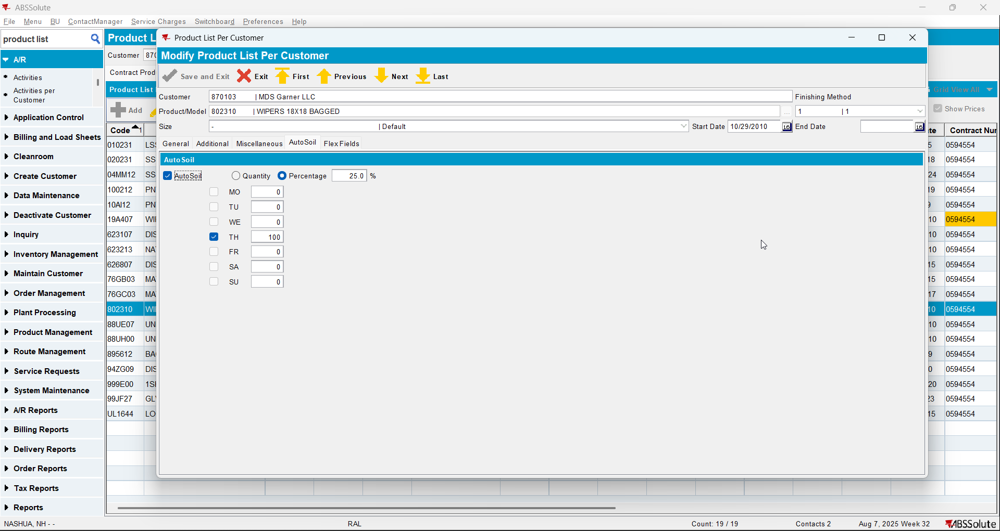 ABSSolute
File Menu BU ContactManager Service Charges Switchboard Preferences Help
product list
Product L
Customer 870
Contract Prod
Product List
Add
Grid View All
Show Prices
A/R
Activities
Activities per
Customer
Application Control
Billing and Load Sheets
Cleanroom
Create Customer
Data Maintenance
Deactivate Customer
Inquiry
Inventory Management
Maintain Customer
Order Management
Plant Processing
Product Management
Route Management
Service Requests
System Maintenance
A/R Reports
Billing Reports
Delivery Reports
Order Reports
Tax Reports
Reports
Product List Per Customer
Modify Product List Per Customer
Save and Exit Exit First Previous Next Last
Customer 870103 | MDS Garner LLC Finishing Method
Product/Model 802310 | WIPERS 18X18 BAGGED ... 1 | 1
Size - | Default Start Date 10/29/2010 16 End Date 16
General Additional Miscellaneous AutoSoil Flex Fields
AutoSoil
AutoSoil Quantity Percentage 25.0 %
MO 0
TU 0
WE 0
TH 100
FR 0
SA 0
SU 0
Code 1 te Contract Nur
010231 LS 5 0594554
020231 SS 18 0594554
04MM12 SS 24 0594554
100212 PN 19 0594554
10AI12 PN 9 0594554
19A407 WI 10 0594554
623107 DIS 10 0594554
623213 NA 10 0594554
626807 DIS 15 0594554
76GB03 MA 15 0594554
76GC03 MA 17 0594554
802310 WI 10 0594554
88UE07 UN 10 0594554
88UH00 UN 10 0594554
895612 BA 9 0594554
94ZG09 DIS 0 0594554
999E00 1S 20 0594554
99JF27 GL 23 0594554
UL1644 LO 15 0594554
NASHUA, NH - - RAL Count: 19 / 19 Contacts 2 Aug 7, 2025 Week 32 ABSSolute